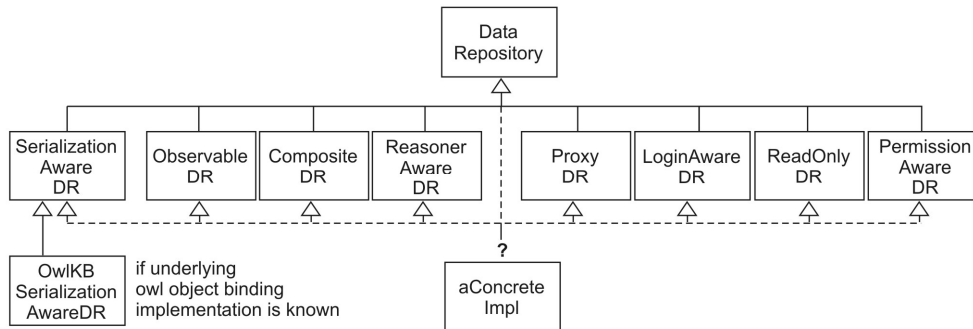 Data
Repository
Serialization
Aware
DR
Observable
DR
Composite
DR
Reasoner
Aware
DR
Proxy
DR
LoginAware
DR
ReadOnly
DR
Permission
Aware
DR
?
OwlKB
Serialization
AwareDR
if underlying
owl object binding
implementation is known
aConcrete
Impl